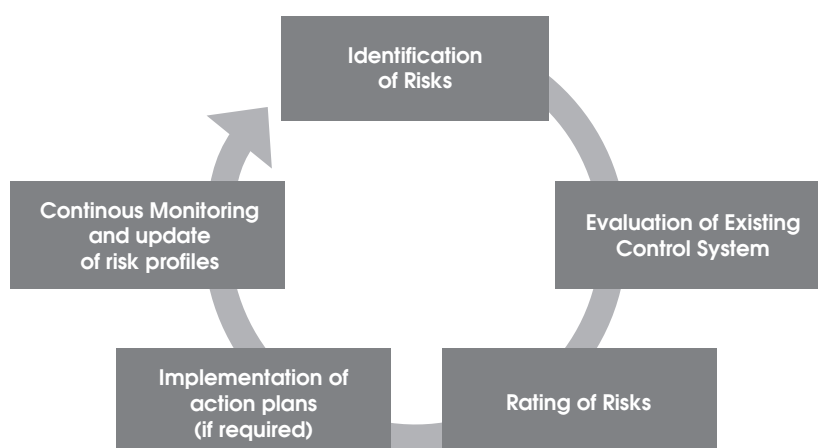 Identification
of Risks
Evaluation of Existing
Control System
Rating of Risks
Implementation of
action plans
(if required)
Continous Monitoring
and update
of risk profiles